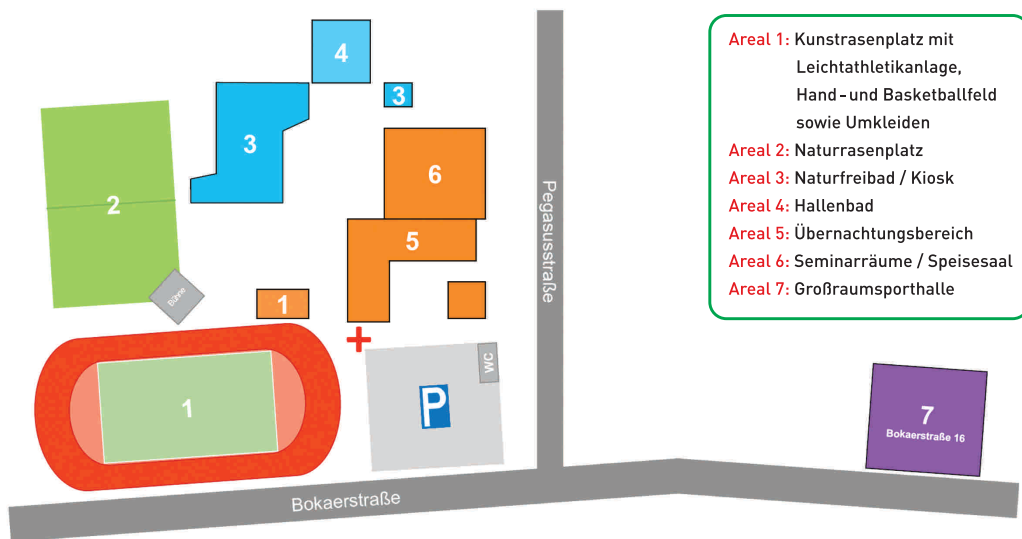 4
3
3
6
2
5
1
Bühne
1
WC
P
Pegasusstraße
Bokaerstraße
7
Bokaerstraße 16
Areal 1: Kunstrasenplatz mit
Leichtathletikanlage,
Hand-und Basketballfeld
sowie Umkleiden
Areal 2: Naturrasenplatz
Areal 3: Naturfreibad / Kiosk
Areal 4: Hallenbad
Areal 5: Übernachtungsbereich
Areal 6: Seminarräume / Speisesaal
Areal 7: Großraumsporthalle